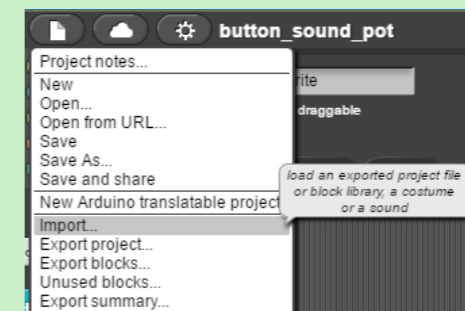 button_sound_pot
Project notes...
New
Open...
Open from URL...
Save
Save As...
Save and share
New Arduino translatable project
Import...
Export project...
Export blocks...
Unused blocks...
Export summary...
rite
draggable
load an exported project file
or block library, a costume
or a sound